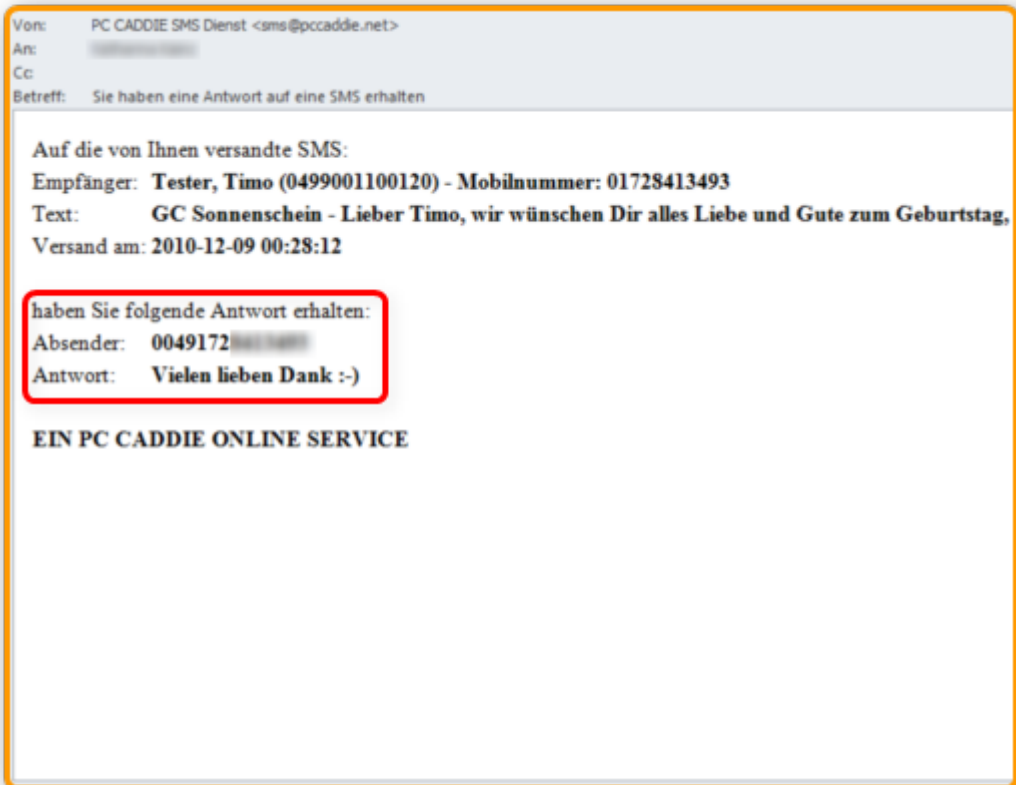 Von: PC CADDIE SMS Dienst <sms@pccaddie.net>
An:
Cc:
Betreff: Sie haben eine Antwort auf eine SMS erhalten
Auf die von Ihnen versandte SMS:
Empfänger: Tester, Timo (0499001100120) - Mobilnummer: 01728413493
Text: GC Sonnenschein - Lieber Timo, wir wünschen Dir alles Liebe und Gute zum Geburtstag,
Versand am: 2010-12-09 00:28:12
haben Sie folgende Antwort erhalten:
Absender: 0049172
Antwort: Vielen lieben Dank :-)
EIN PC CADDIE ONLINE SERVICE